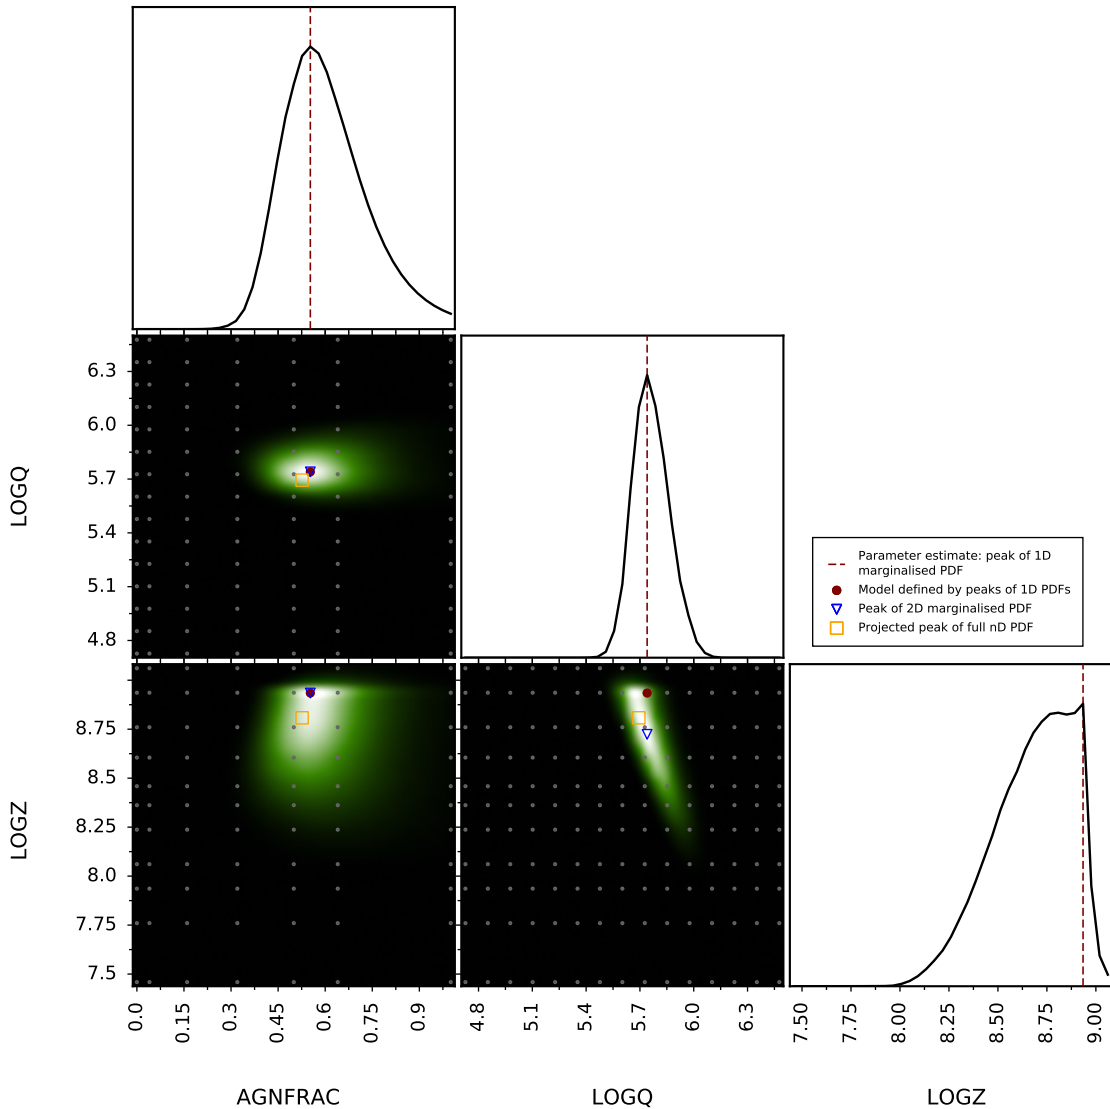 6.3
6.0
5.7
5.4
5.1
4.8
LOGQ
Parameter estimate: peak of 1D
marginalised PDF
Model defined by peaks of 1D PDFs
Peak of 2D marginalised PDF
Projected peak of full nD PDF
8.75
8.5
8.25
8.0
7.75
7.5
LOGZ
0.0 0.15 0.3 0.45 0.6 0.75 0.9
4.8 5.1 5.4 5.7 6.0 6.3
7.50 7.75 8.00 8.25 8.50 8.75 9.00
AGNFRAC
LOGQ
LOGZ